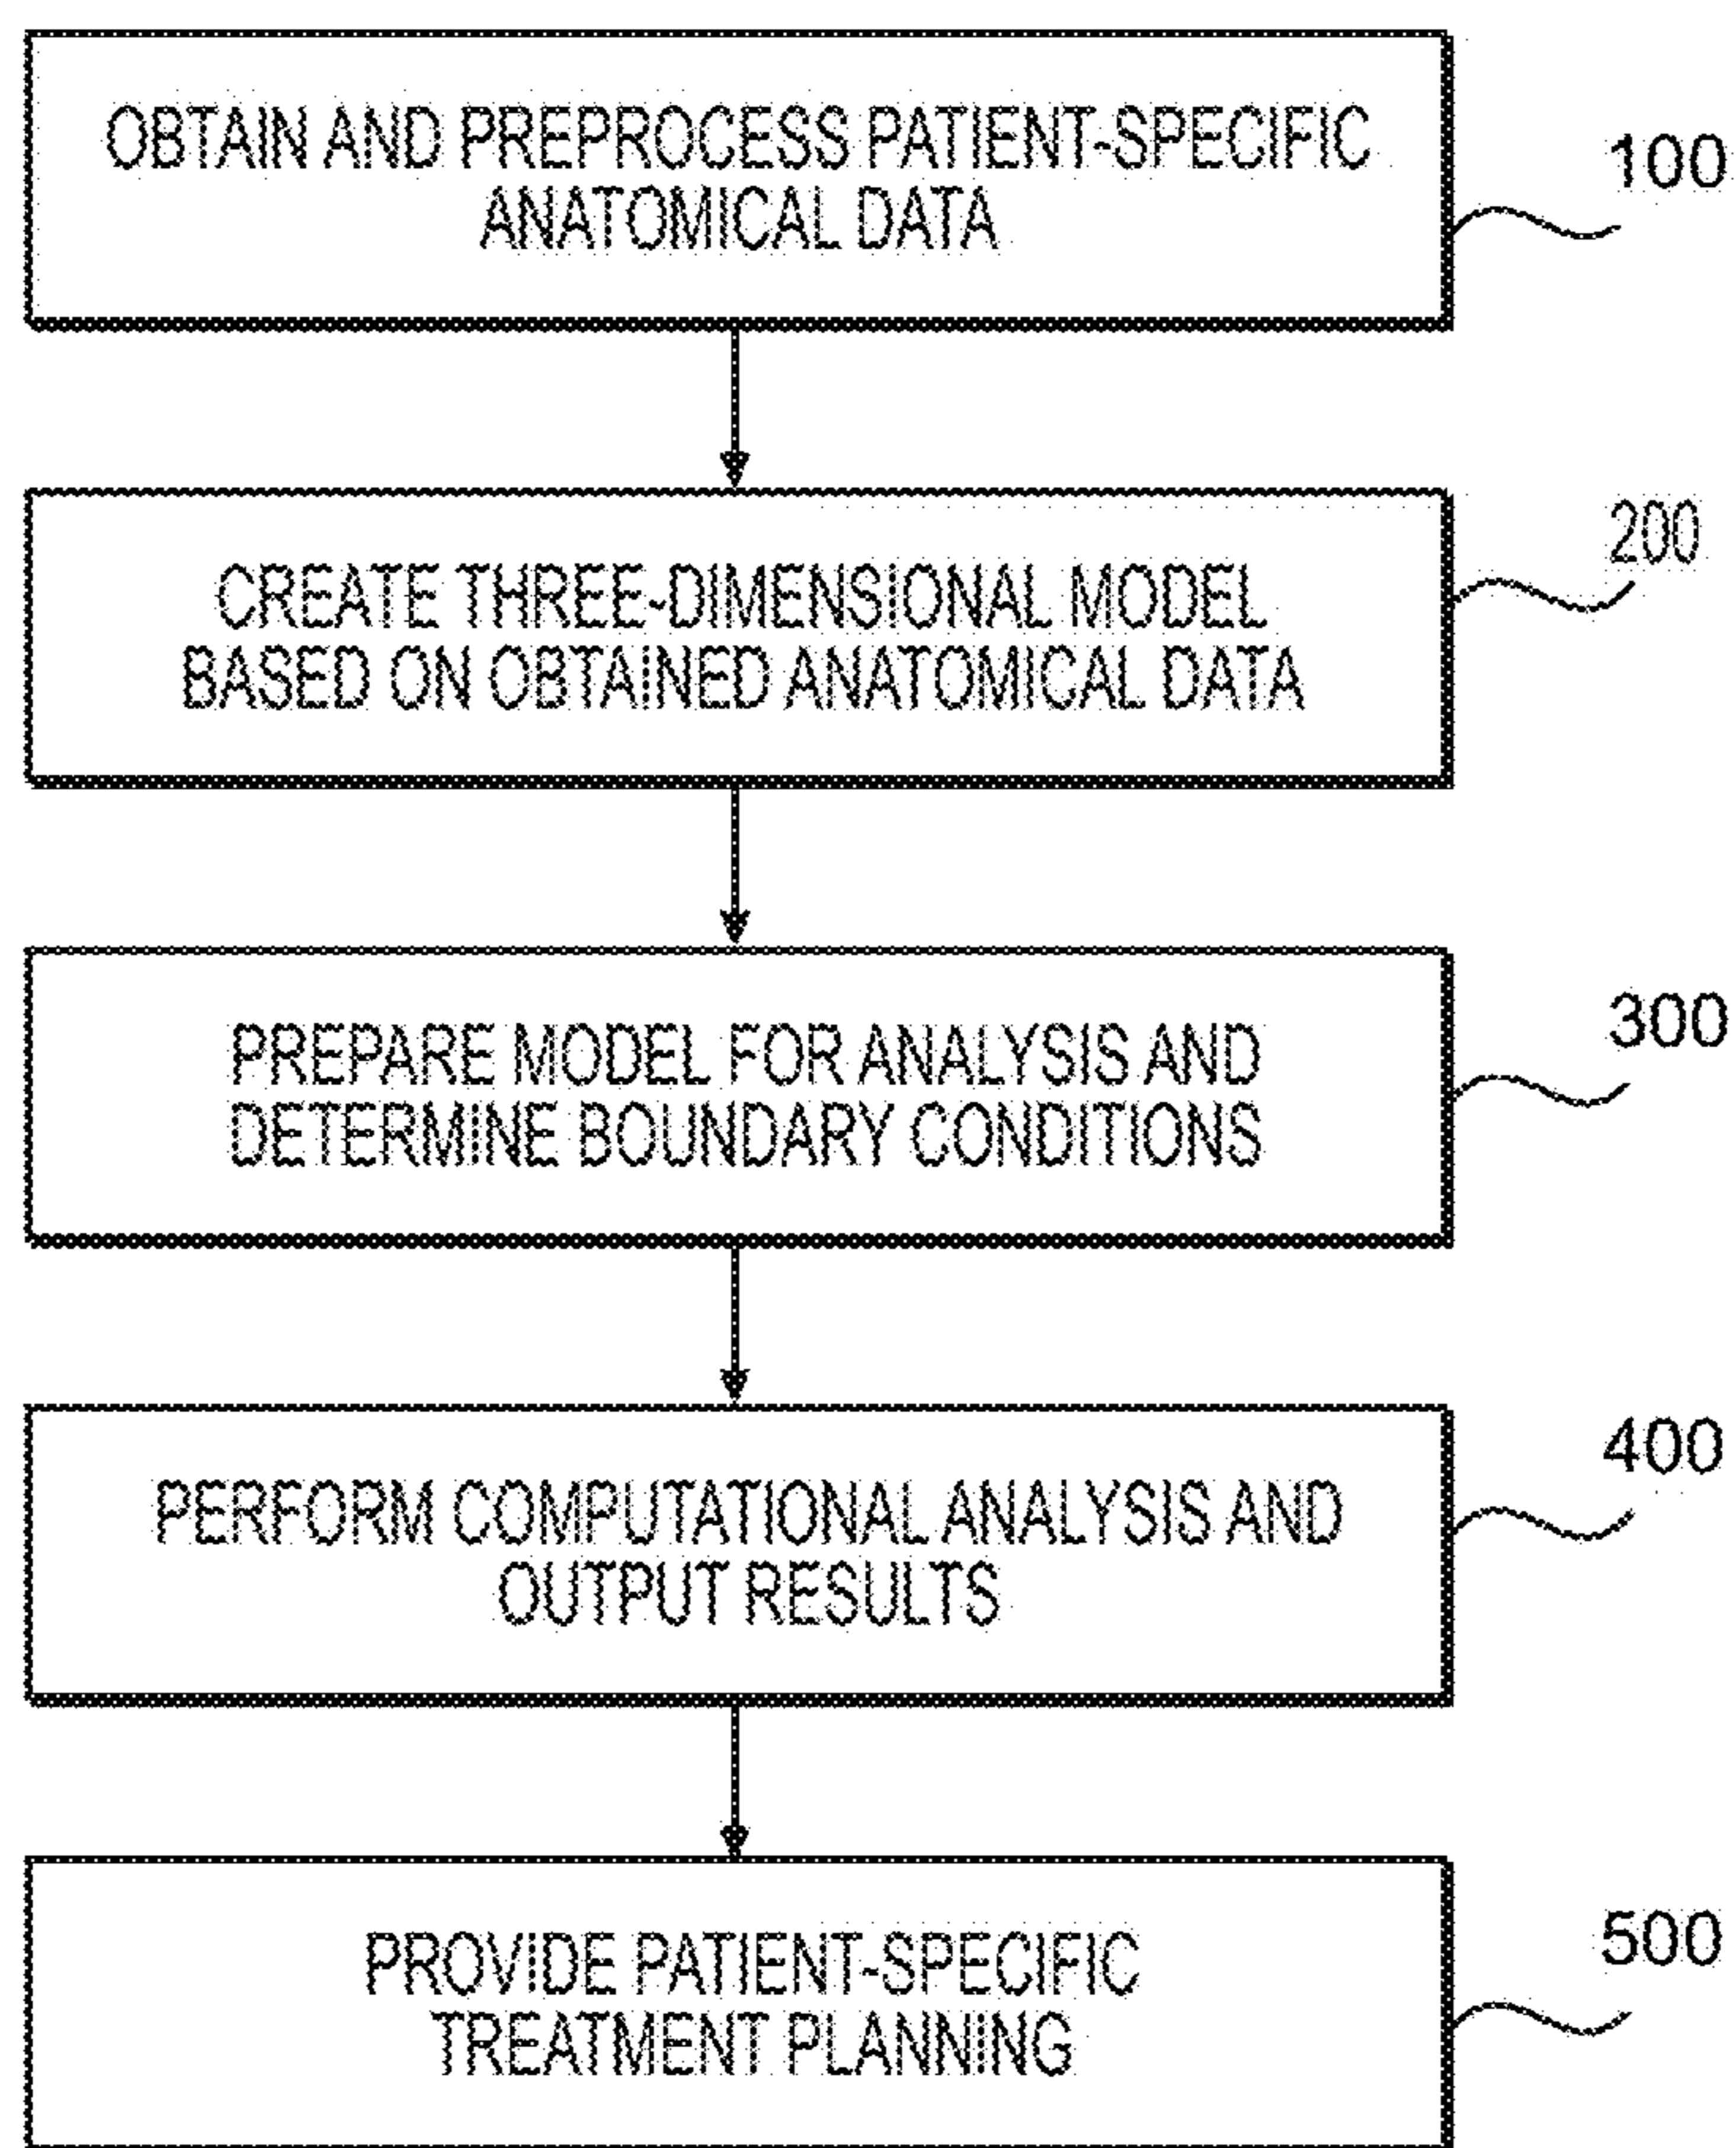 OBTAIN AND PREPROCESS PATIENT-SPECIFIC
ANATOMICAL DATA
100
CREATE THREE-DIMENSIONAL MODEL
BASED ON OBTAINED ANATOMICAL DATA
200
PREPARE MODEL FOR ANALYSIS AND
DETERMINE BOUNDARY CONDITIONS
300
PERFORM COMPUTATIONAL ANALYSIS AND
OUTPUT RESULTS
400
PROVIDE PATIENT-SPECIFIC
TREATMENT PLANNING
500